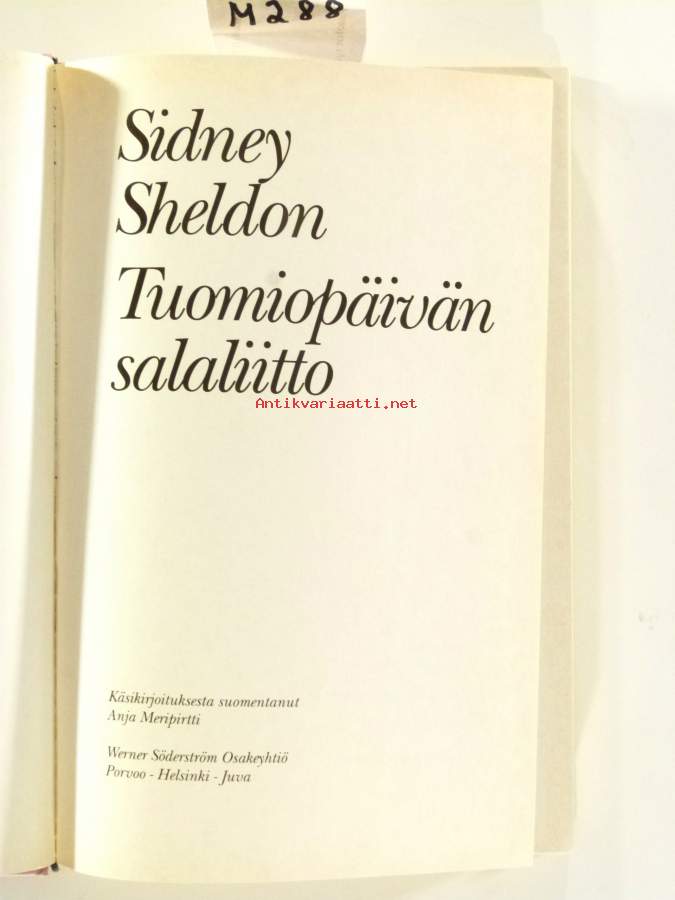 M288
Sidney
Sheldon
Tuomiopäivän
salaliitto
Antikvariaatti.net
Käsikirjoituksesta suomentanut
Anja Meripirtti
Werner Söderström Osakeyhtiö
Porvoo - Helsinki - Juva